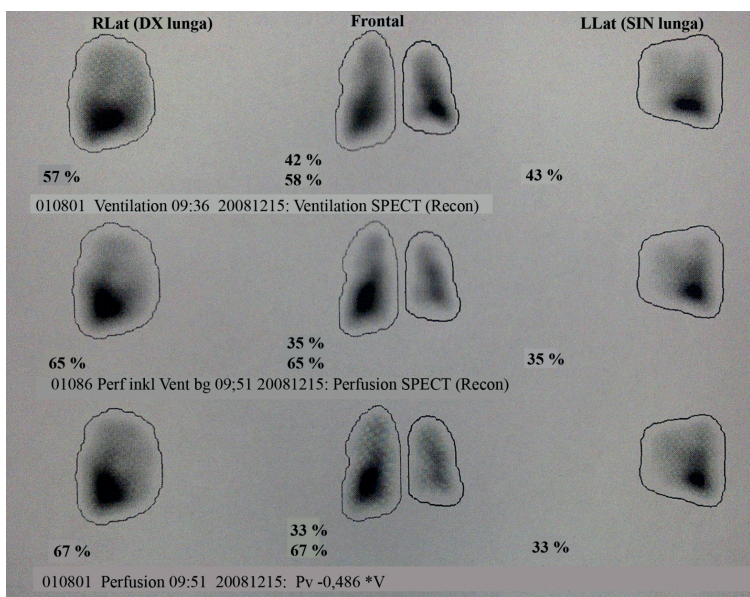 RLat (DX lunga) Frontal LLat (SIN lunga)
42 %
57 % 58 % 43 %
010801 Ventilation 09:36 20081215: Ventilation SPECT (Recon)
35 %
65 % 65 % 35 %
01086 Perf inkl Vent bg 09;51 20081215: Perfusion SPECT (Recon)
33 %
67 % 67 % 33 %
010801 Perfusion 09:51 20081215: Pv -0,486 *V